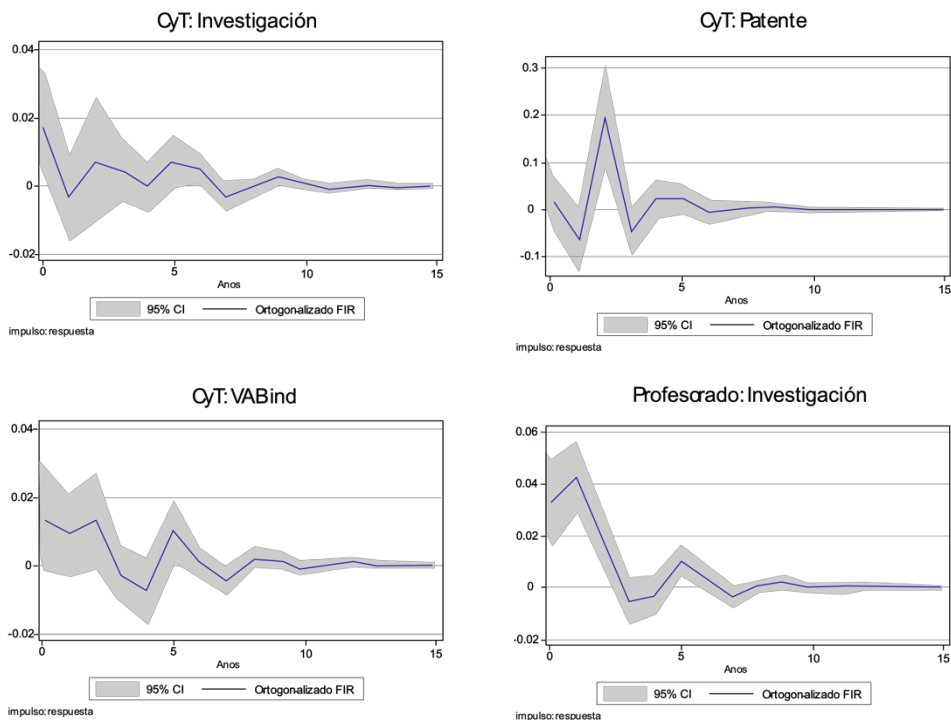 CyT: Investigación
0.04
0.02
0
-0.02
0
5
10
15
Anos
95% CI
Ortogonalizado FIR
impulso: respuesta
CyT: Patente
0.3
0.2
0.1
0
-0.1
0
5
10
15
Anos
95% CI
Ortogonalizado FIR
impulso: respuesta
CyT: VABind
0.04
0.02
0
-0.02
0
5
10
15
Anos
95% CI
Ortogonalizado FIR
impulso: respuesta
Profesorado: Investigación
0.06
0.04
0.02
0
-0.02
0
5
10
15
Anos
95% CI
Ortogonalizado FIR
impulso: respuesta